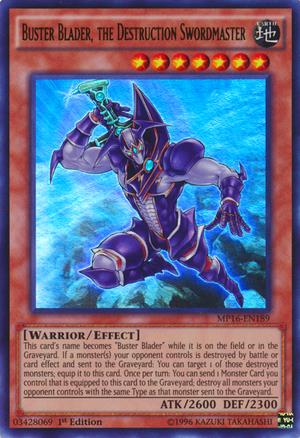 BUSTER BLADER, THE DESTRUCTION SWORDMASTER
EARTH
地
MP16-EN189
[WARRIOR/EFFECT]
This card's name becomes "Buster Blader" while it is on the field or in the
Graveyard. If a monster(s) your opponent controls is destroyed by battle or
card effect and sent to the Graveyard: You can target 1 of those destroyed
monsters; equip it to this card. Once per turn: You can send 1 Monster Card you
control that is equipped to this card to the Graveyard; destroy all monsters your
opponent controls with the same Type as that monster sent to the Graveyard.
ATK/2600 DEF/2300
03428069 1st Edition ©1996 KAZUKI TAKAHASHI